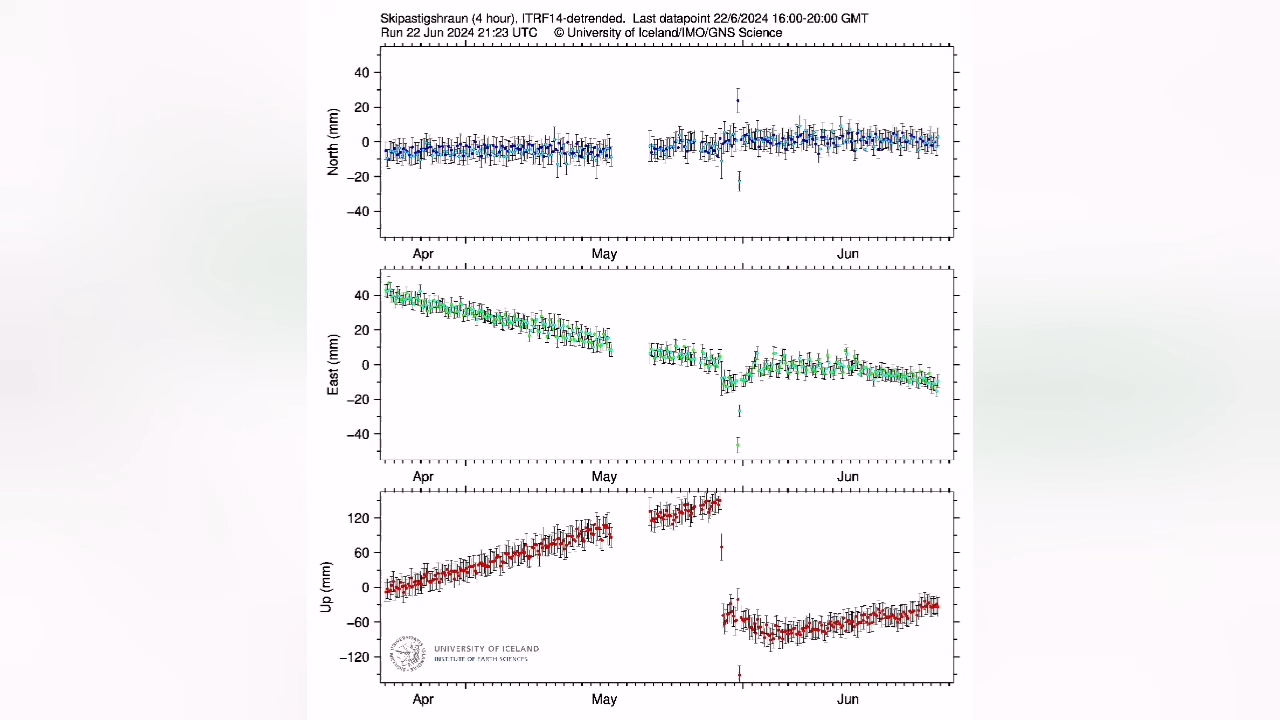 Skipastigshraun (4 hour), ITRF14-detrended. Last datapoint 22/6/2024 16:00-20:00 GMT
Run 22 Jun 2024 21:23 UTC © University of Iceland/IMO/GNS Science
North (mm)
40
20
0
−20
−40
Apr May Jun
East (mm)
40
20
0
−20
−40
Apr May Jun
Up (mm)
120
60
0
−60
−120
UNIVERSITY OF ICELAND
INSTITUTE OF EARTH SCIENCES
Apr May Jun